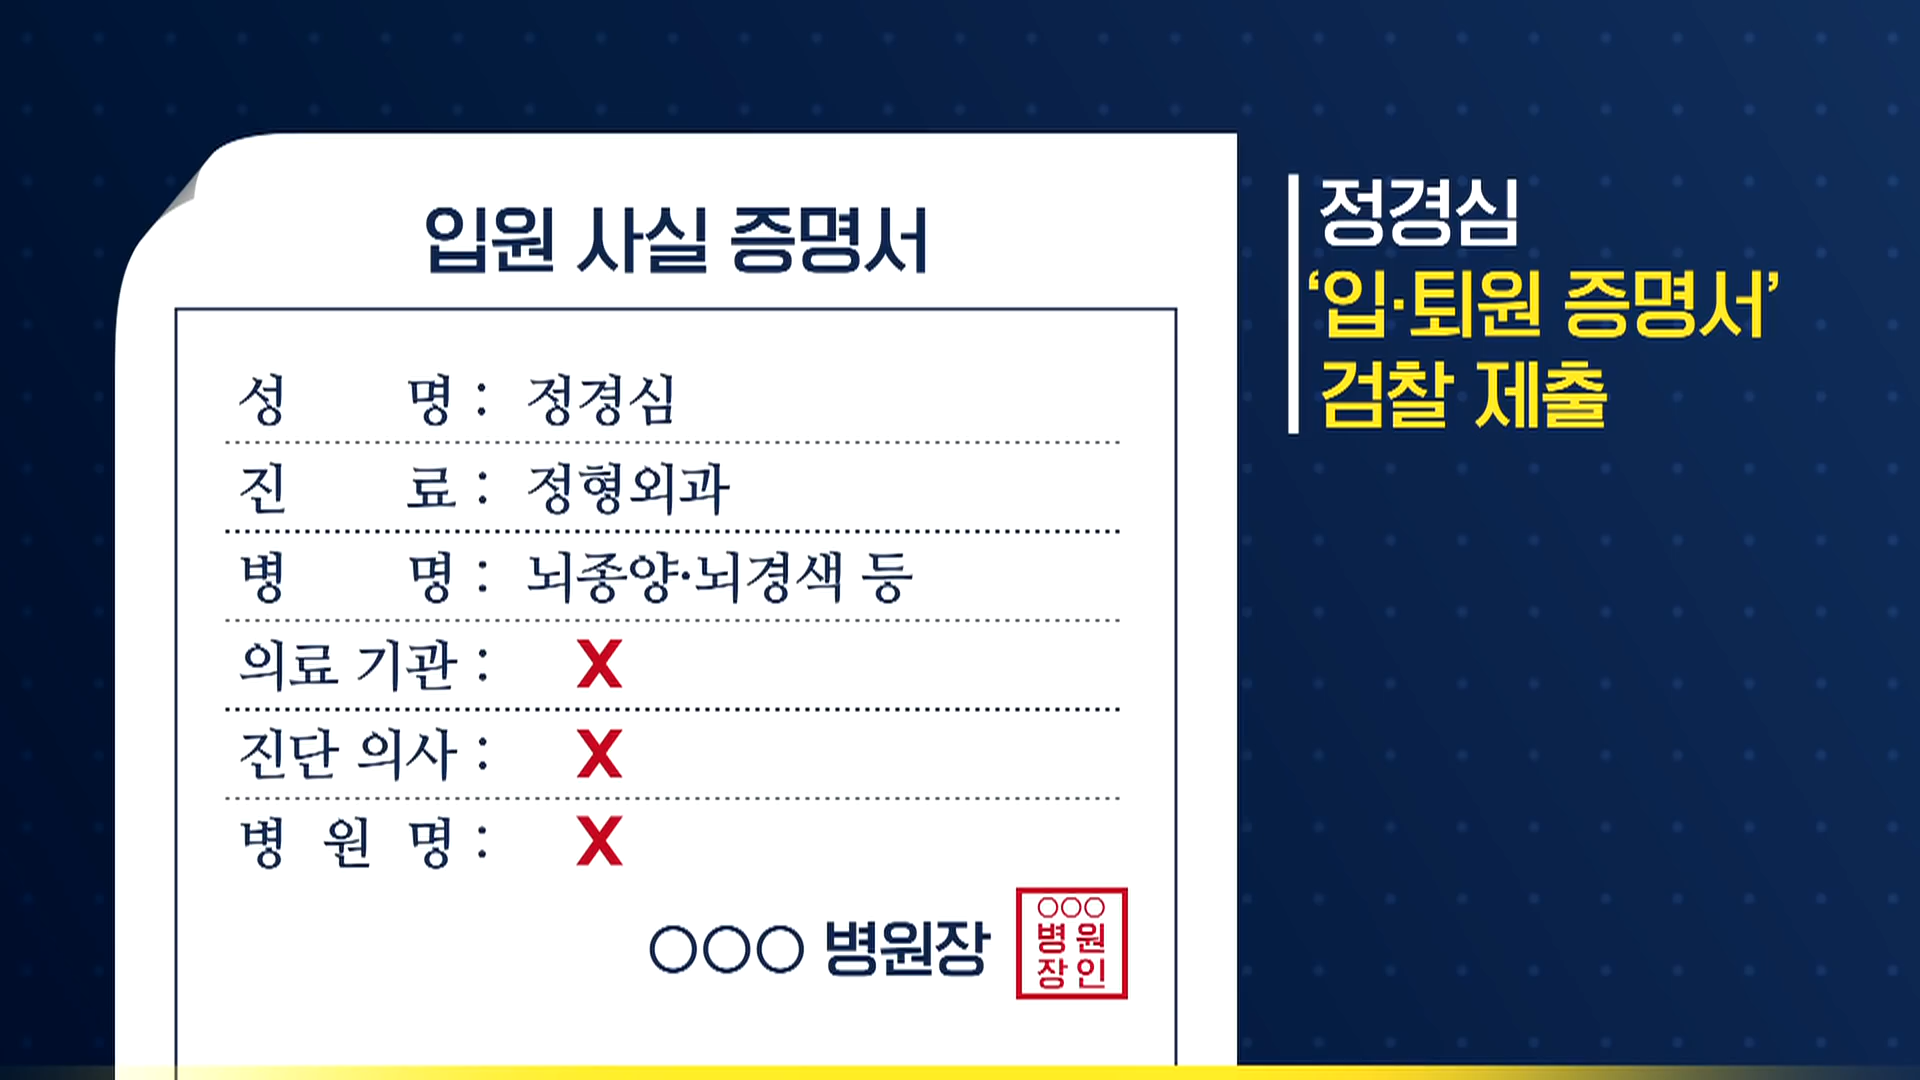 입원 사실 증명서
성 명 : 정경심
진 료 : 정형외과
병 명 : 뇌종양·뇌경색 등
의료 기관 : X
진단 의사 : X
병 원 명 : X
○○○ 병원장
○○○
병원
장인
정경심
‘입·퇴원 증명서’
검찰 제출